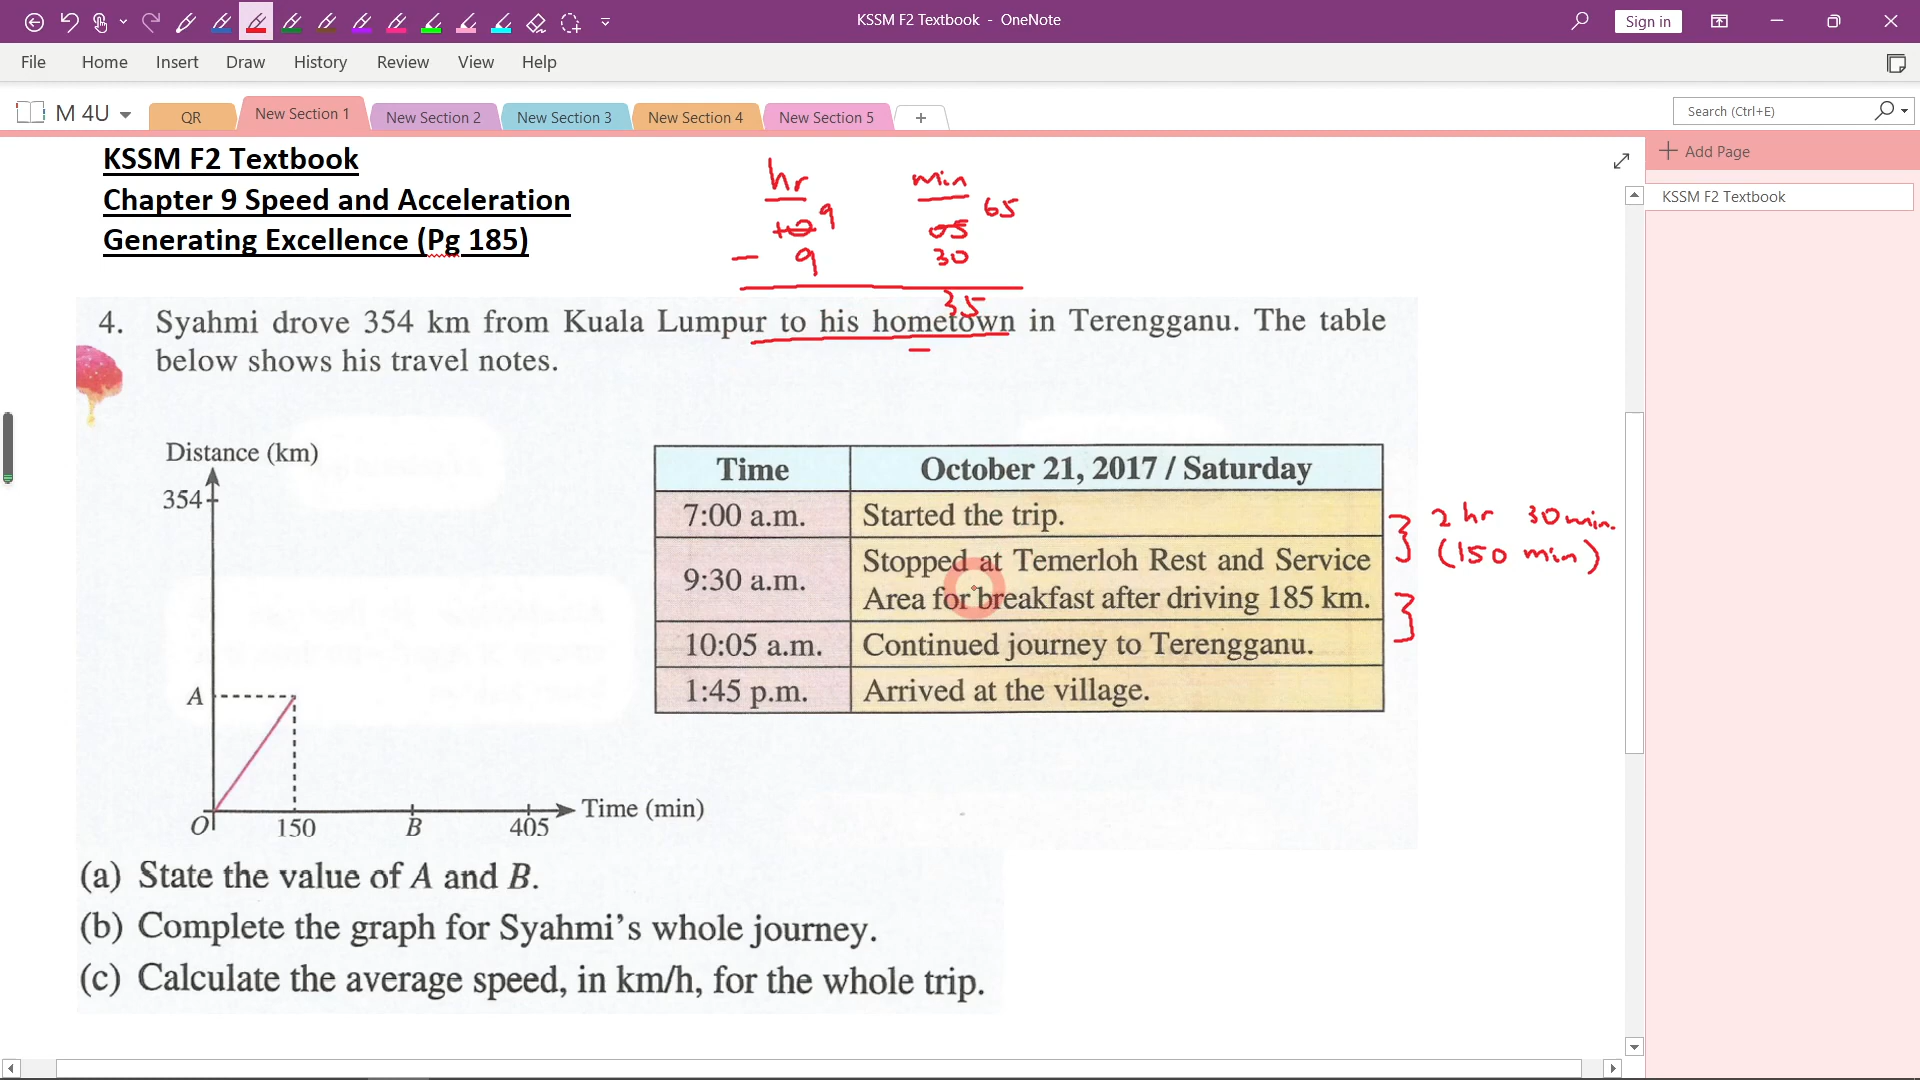 KSSM F2 Textbook - OneNote
Sign in
File Home Insert Draw History Review View Help
M 4U
QR New Section 1 New Section 2 New Section 3 New Section 4 New Section 5 +
Search (Ctrl+E)
Add Page
KSSM F2 Textbook
KSSM F2 Textbook
Chapter 9 Speed and Acceleration
Generating Excellence (Pg 185)
hr min
10 9 05 65
- 9 30
35
4. Syahmi drove 354 km from Kuala Lumpur to his hometown in Terengganu. The table
below shows his travel notes.
Distance (km)
354
A
O 150 B 405 Time (min)
Time October 21, 2017 / Saturday
7:00 a.m. Started the trip.
9:30 a.m. Stopped at Temerloh Rest and Service
Area for breakfast after driving 185 km.
10:05 a.m. Continued journey to Terengganu.
1:45 p.m. Arrived at the village.
2 hr 30 min.
(150 min)
(a) State the value of A and B.
(b) Complete the graph for Syahmi's whole journey.
(c) Calculate the average speed, in km/h, for the whole trip.